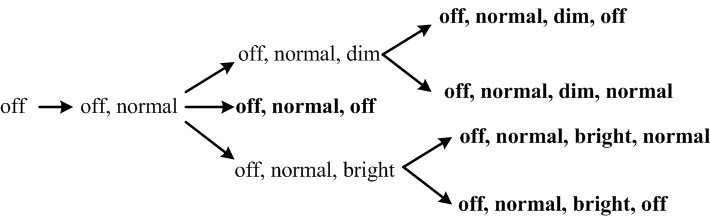 off
off, normal
off, normal, dim
off, normal, off
off, normal, bright
off, normal, dim, off
off, normal, dim, normal
off, normal, bright, normal
off, normal, bright, off